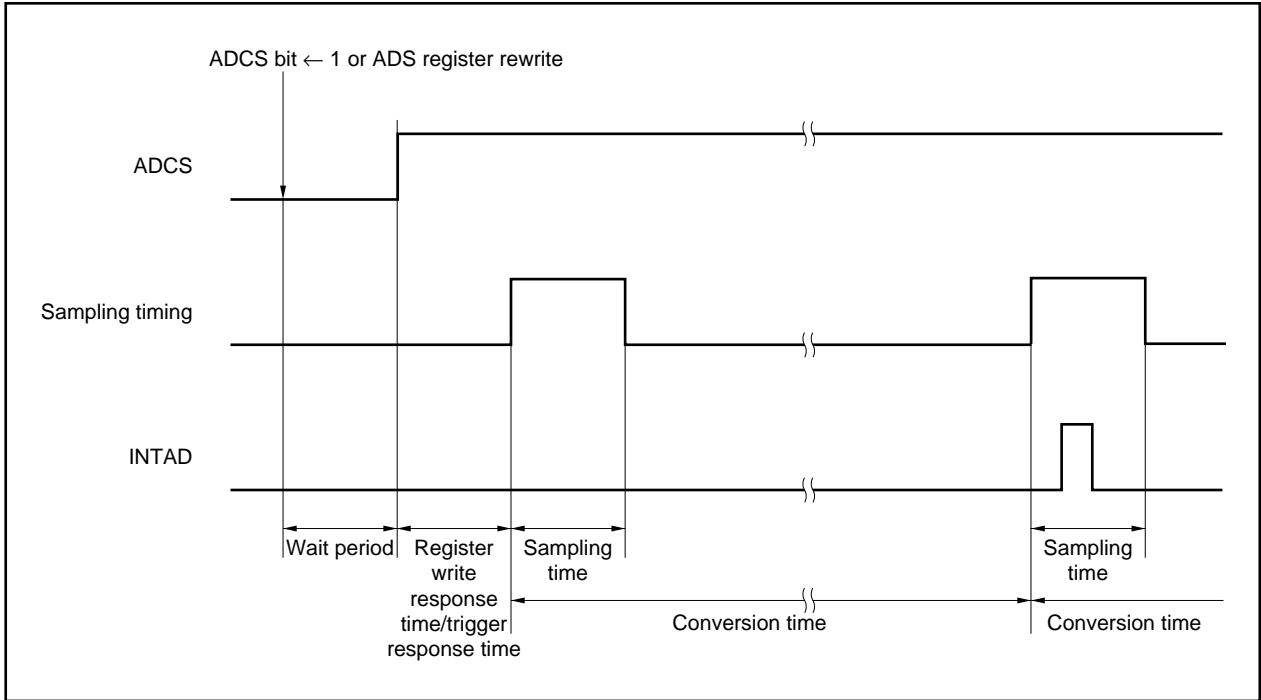 ADCS bit ← 1 or ADS register rewrite
ADCS
Sampling timing
INTAD
Wait period
Register
write
response
time/trigger
response time
Sampling
time
Sampling
time
Conversion time
Conversion time